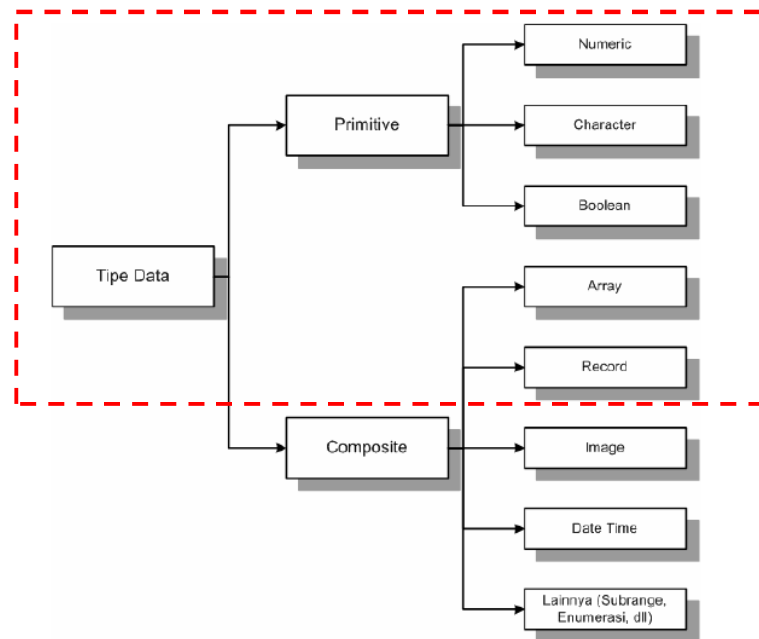 Tipe Data
Primitive
Numeric
Character
Boolean
Composite
Array
Record
Image
Date Time
Lainnya (Subrange,
Enumerasi, dll)